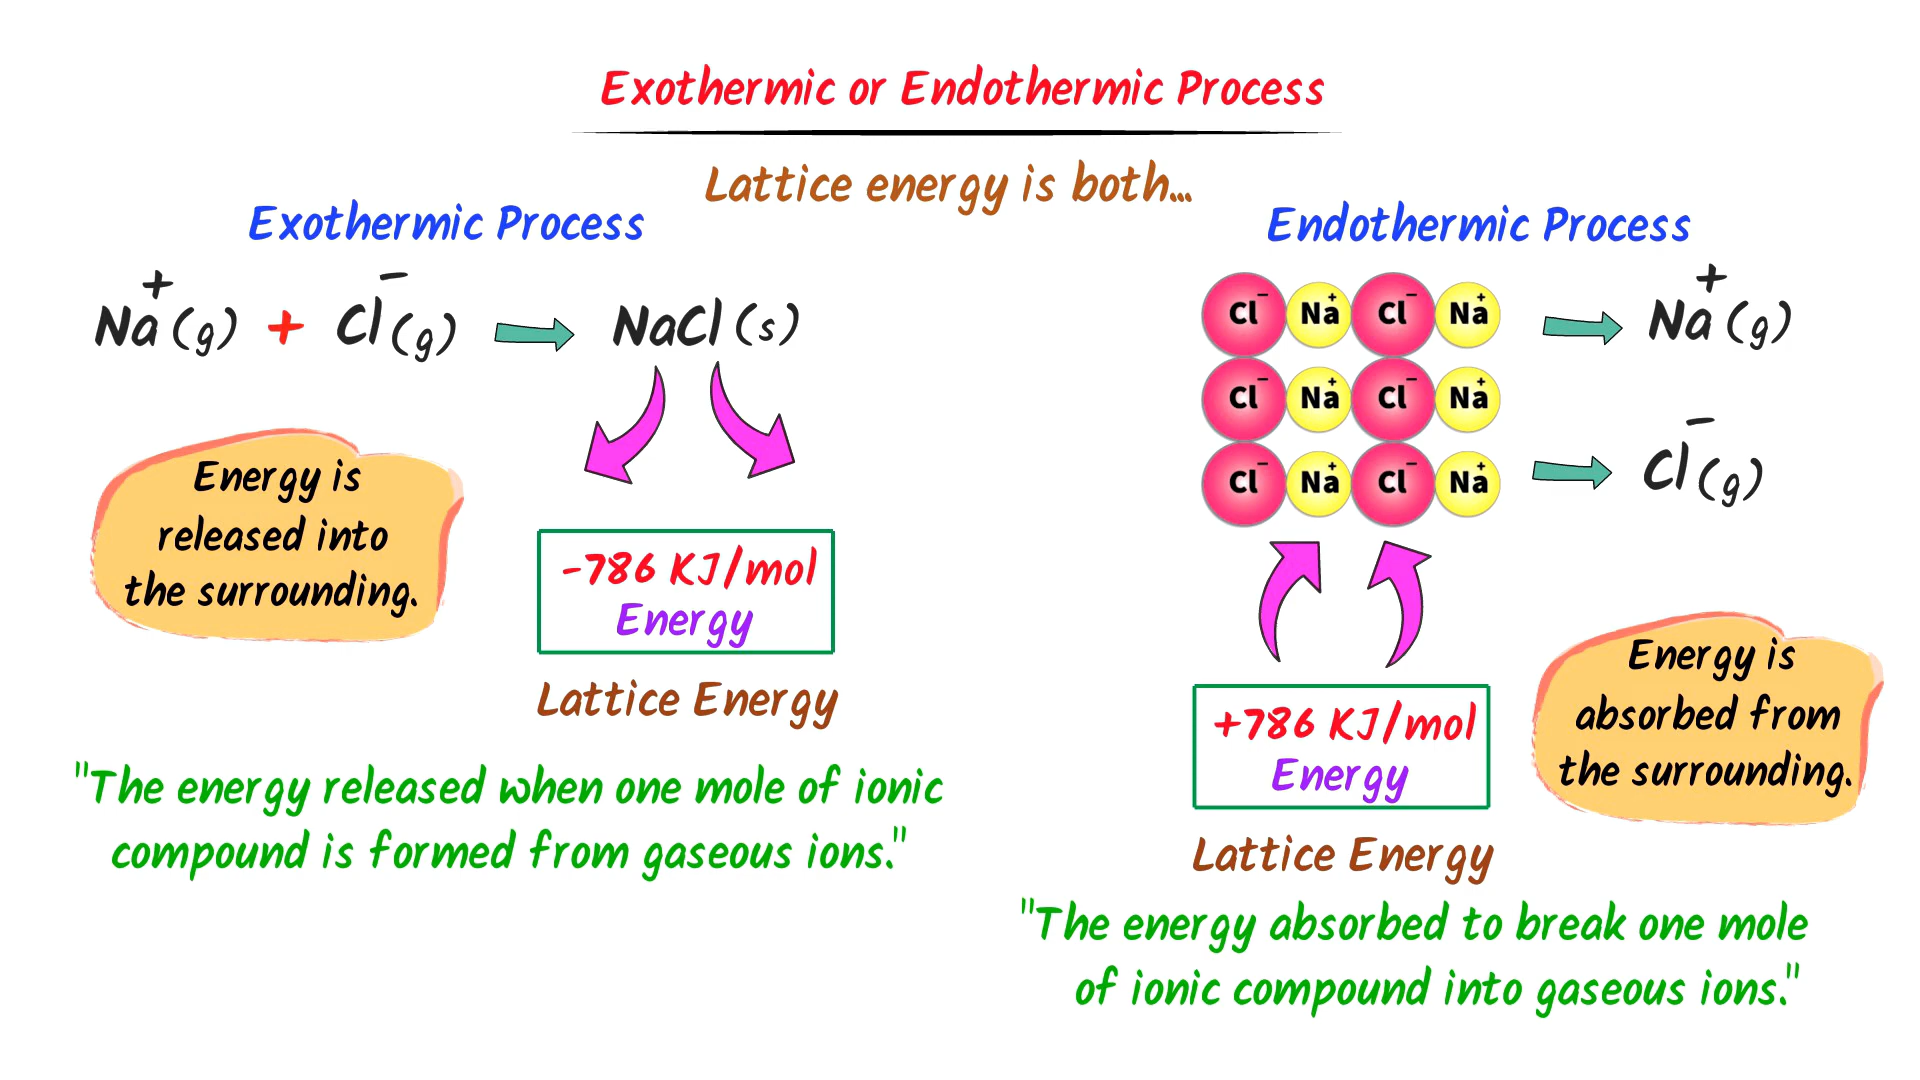 Exothermic or Endothermic Process
Lattice energy is both...
Exothermic Process
Na⁺(g) + Cl⁻(g) → NaCl(s)
Energy is
released into
the surrounding.
-786 KJ/mol
Energy
Lattice Energy
"The energy released when one mole of ionic
compound is formed from gaseous ions."
Endothermic Process
Cl⁻ Na⁺ Cl⁻ Na⁺ → Na⁺(g)
Cl⁻ Na⁺ Cl⁻ Na⁺
Cl⁻ Na⁺ Cl⁻ Na⁺ → Cl⁻(g)
+786 KJ/mol
Energy
Lattice Energy
Energy is
absorbed from
the surrounding.
"The energy absorbed to break one mole
of ionic compound into gaseous ions."